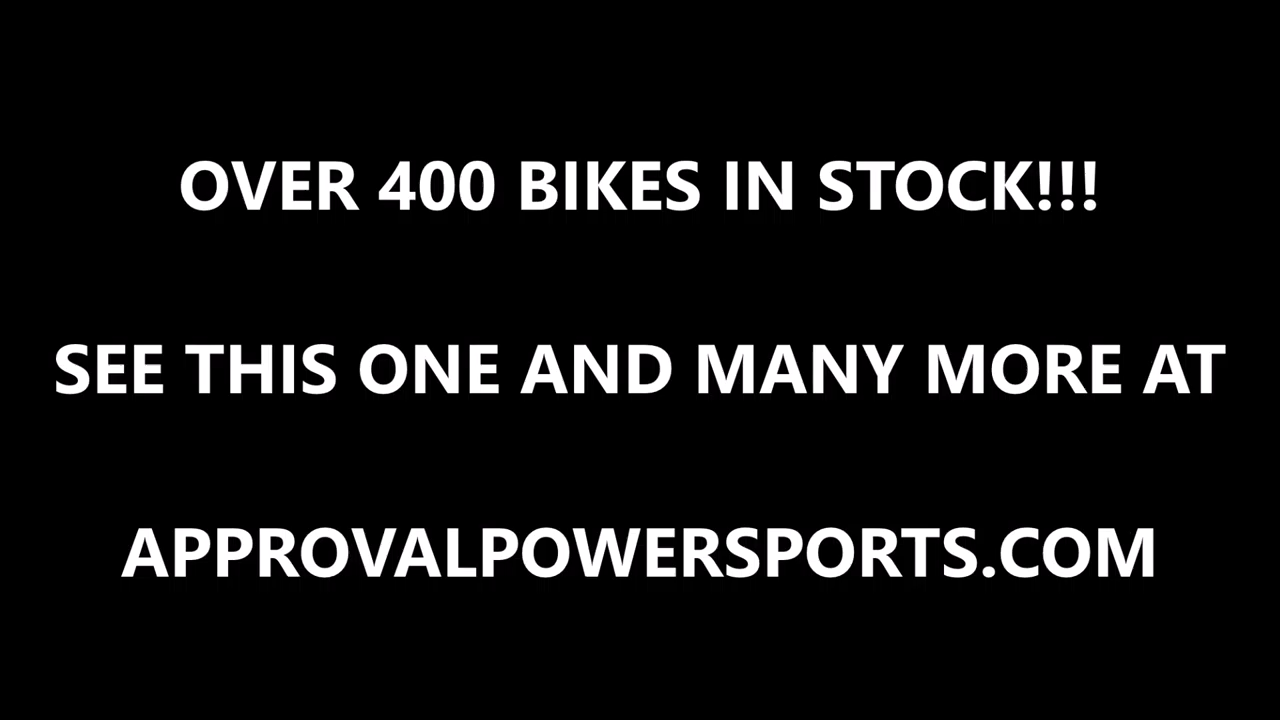 OVER 400 BIKES IN STOCK!!!
SEE THIS ONE AND MANY MORE AT
APPROVALPOWERSPORTS.COM